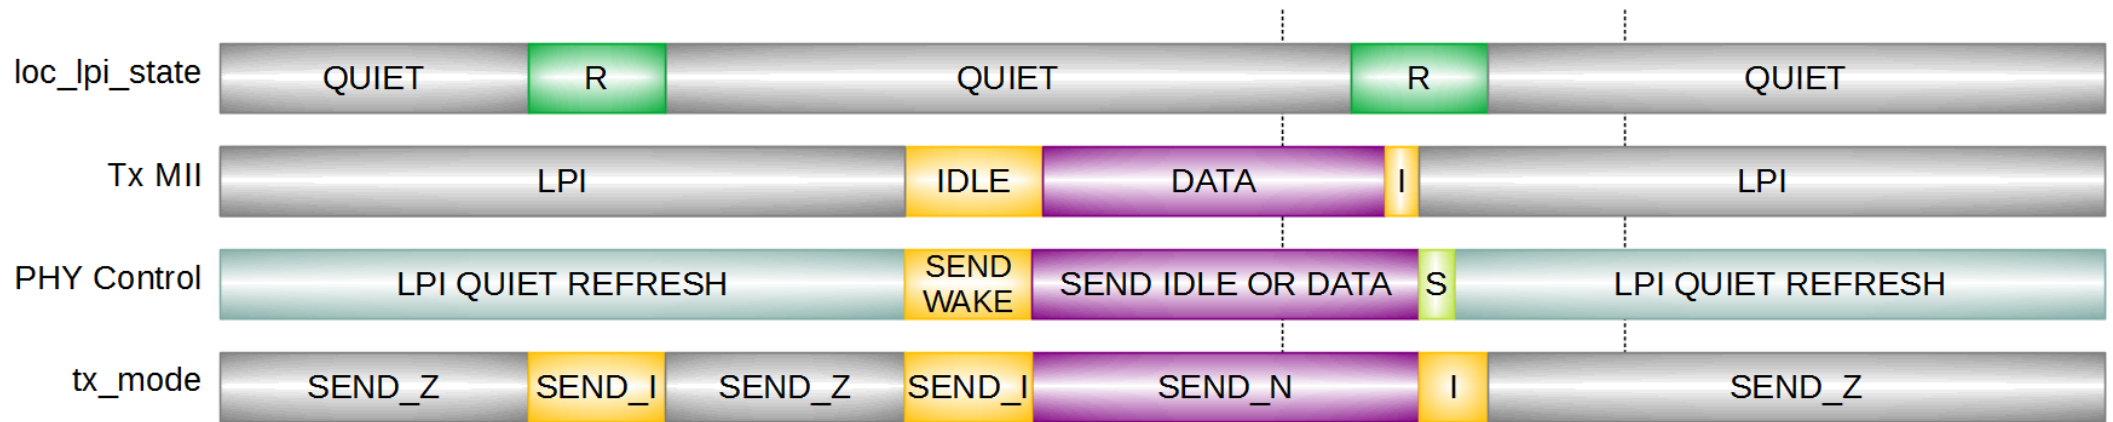 loc_lpi_state QUIET R QUIET R QUIET
Tx MII LPI IDLE DATA I LPI
PHY Control LPI QUIET REFRESH SEND WAKE SEND IDLE OR DATA S LPI QUIET REFRESH
tx_mode SEND_Z SEND_I SEND_Z SEND_I SEND_N I SEND_Z